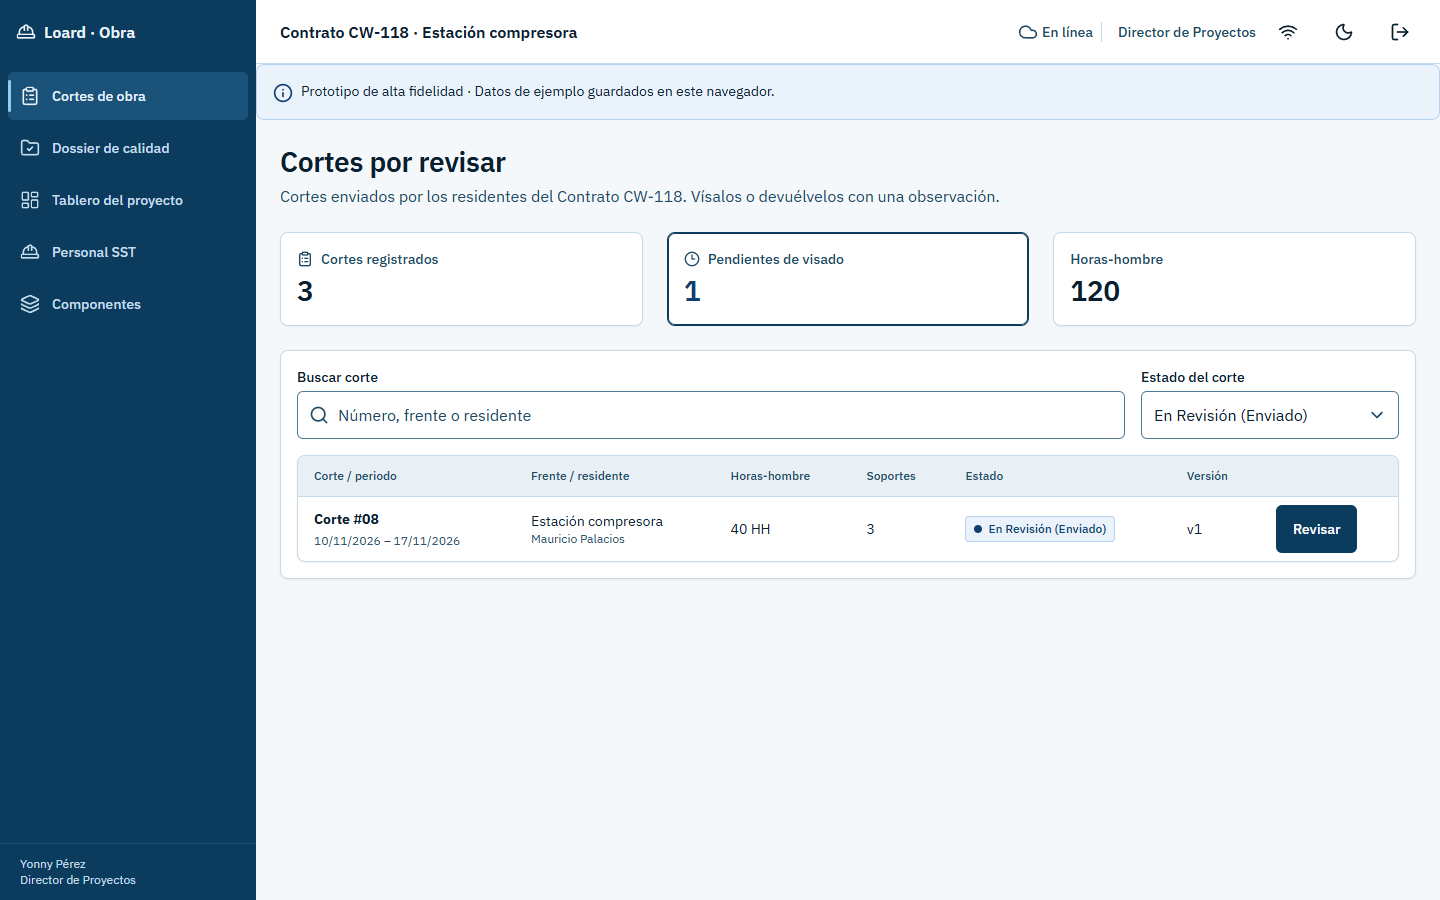 Loard · Obra
Cortes de obra
Dossier de calidad
Tablero del proyecto
Personal SST
Componentes
Yonny Pérez
Director de Proyectos
Contrato CW-118 · Estación compresora
En línea
Director de Proyectos
Prototipo de alta fidelidad · Datos de ejemplo guardados en este navegador.
Cortes por revisar
Cortes enviados por los residentes del Contrato CW-118. Vísalos o devuélvelos con una observación.
Cortes registrados
3
Pendientes de visado
1
Horas-hombre
120
Buscar corte
Número, frente o residente
Estado del corte
En Revisión (Enviado)
Corte / periodo Frente / residente Horas-hombre Soportes Estado Versión
Corte #08
10/11/2026 – 17/11/2026
Estación compresora
Mauricio Palacios
40 HH
3
En Revisión (Enviado)
v1
Revisar